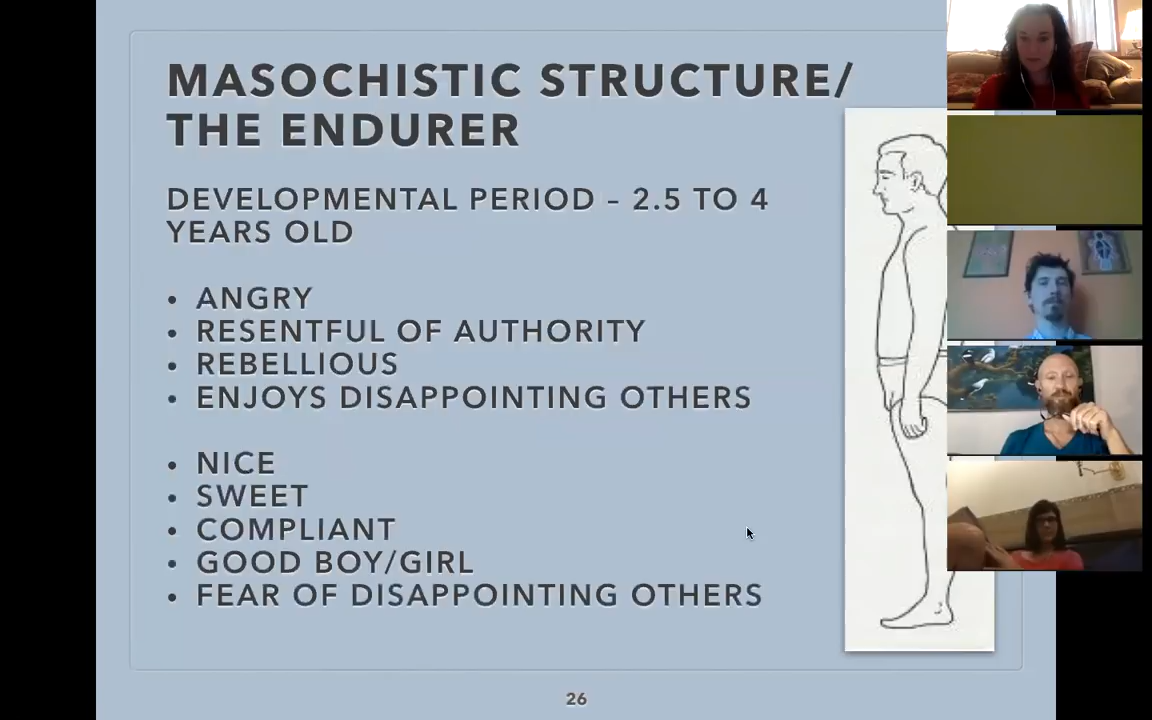 MASOCHISTIC STRUCTURE/
THE ENDURER
DEVELOPMENTAL PERIOD – 2.5 TO 4
YEARS OLD
• ANGRY
• RESENTFUL OF AUTHORITY
• REBELLIOUS
• ENJOYS DISAPPOINTING OTHERS
• NICE
• SWEET
• COMPLIANT
• GOOD BOY/GIRL
• FEAR OF DISAPPOINTING OTHERS
26